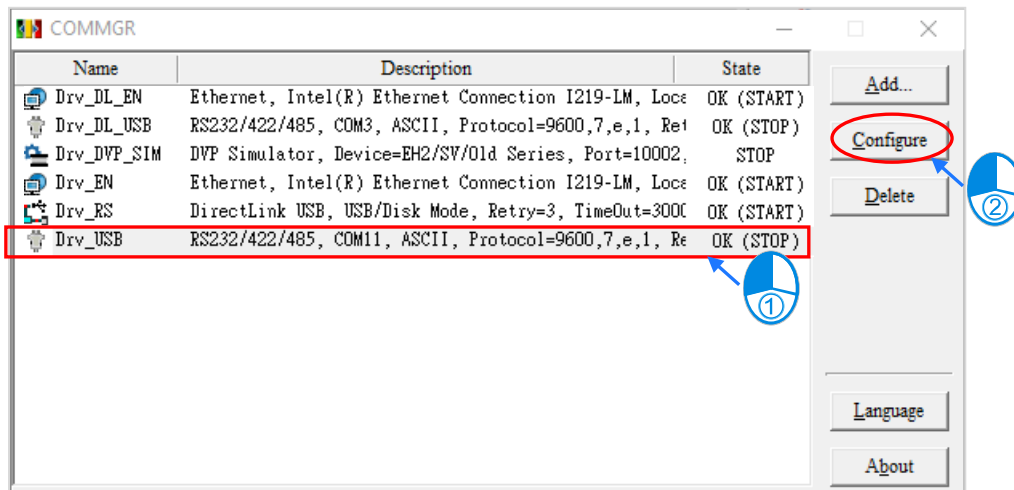 COMMGR
Name Description State
Drv_DL_EN Ethernet, Intel(R) Ethernet Connection I219-LM, Loca OK (START)
Drv_DL_USB RS232/422/485, COM3, ASCII, Protocol=9600,7,e,1, Ret OK (STOP)
Drv_DVP_SIM DVP Simulator, Device=EH2/SV/Old Series, Port=10002, STOP
Drv_EN Ethernet, Intel(R) Ethernet Connection I219-LM, Loca OK (START)
Drv_RS DirectLink USB, USB/Disk Mode, Retry=3, TimeOut=3000 OK (START)
Drv_USB RS232/422/485, COM11, ASCII, Protocol=9600,7,e,1, Re OK (STOP)
Add...
Configure
Delete
Language
About
①
②